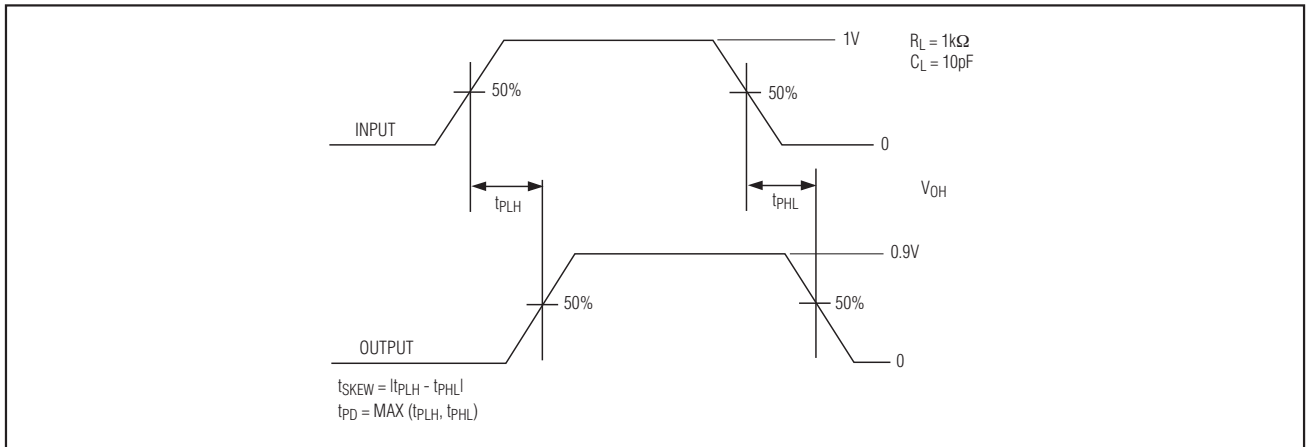 1V
R_L = 1kΩ
C_L = 10pF
50%
50%
INPUT
0
t_PLH
t_PHL
V_OH
0.9V
50%
50%
OUTPUT
0
t_SKEW = |t_PLH - t_PHL|
t_PD = MAX (t_PLH, t_PHL)